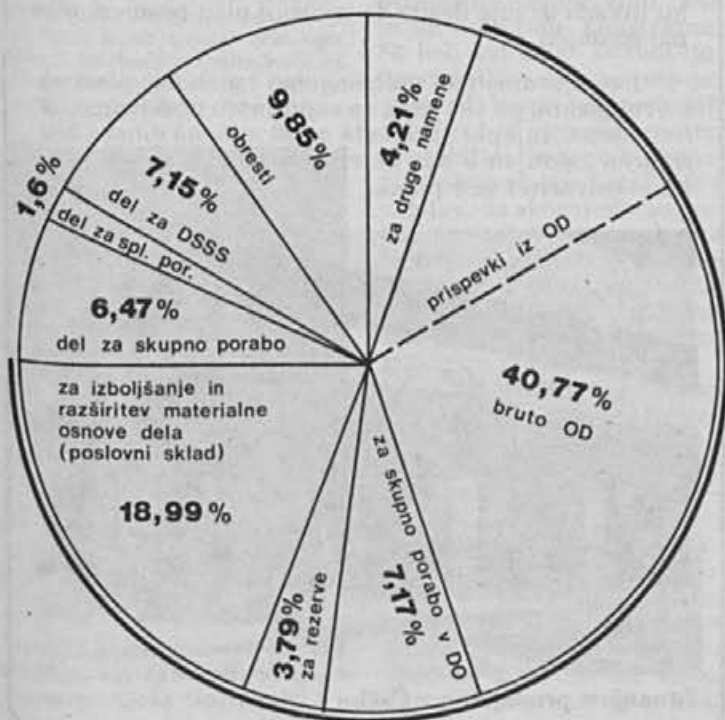 9,85%
obresti
4,21%
za druge namene
7,15%
del za DSSS
1,6%
del za spl. por.
6,47%
del za skupno porabo
prispevki iz OD
40,77%
bruto OD
za izboljšanje in
razširitev materialne
osnove dela
(poslovni sklad)
18,99%
3,79%
za rezerve
za skupno porabo v DO
7,17%